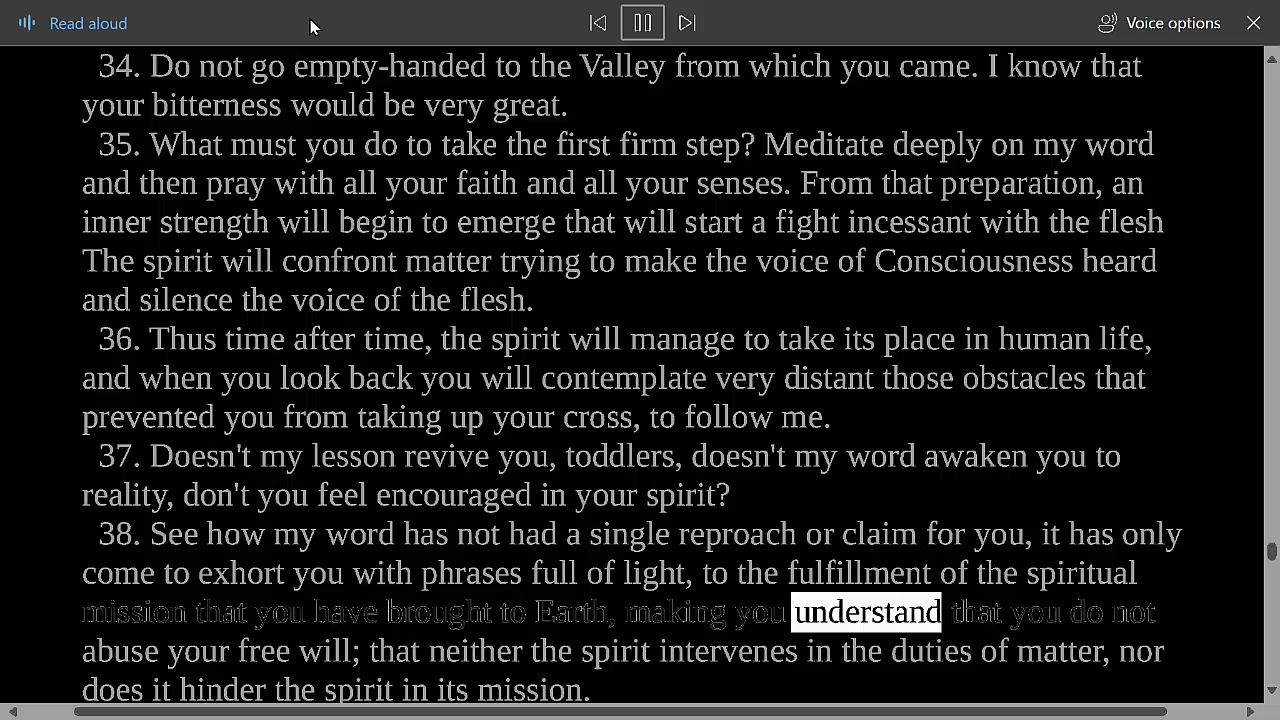 Read aloud
Voice options
34. Do not go empty-handed to the Valley from which you came. I know that
your bitterness would be very great.
35. What must you do to take the first firm step? Meditate deeply on my word
and then pray with all your faith and all your senses. From that preparation, an
inner strength will begin to emerge that will start a fight incessant with the flesh
The spirit will confront matter trying to make the voice of Consciousness heard
and silence the voice of the flesh.
36. Thus time after time, the spirit will manage to take its place in human life,
and when you look back you will contemplate very distant those obstacles that
prevented you from taking up your cross, to follow me.
37. Doesn't my lesson revive you, toddlers, doesn't my word awaken you to
reality, don't you feel encouraged in your spirit?
38. See how my word has not had a single reproach or claim for you, it has only
come to exhort you with phrases full of light, to the fulfillment of the spiritual
mission that you have brought to Earth, making you understand that you do not
abuse your free will; that neither the spirit intervenes in the duties of matter, nor
does it hinder the spirit in its mission.